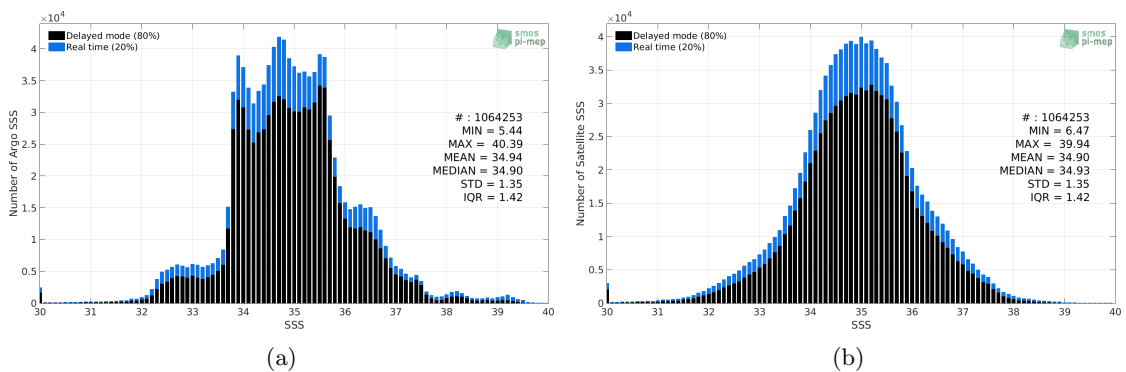 ×10⁴
Delayed mode (80%)
Real time (20%)
smos
pi-mep
4
3.5
3
2.5
2
1.5
1
0.5
0
Number of Argo SSS
# : 1064253
MIN = 5.44
MAX = 40.39
MEAN = 34.94
MEDIAN = 34.90
STD = 1.35
IQR = 1.42
30 31 32 33 34 35 36 37 38 39 40
SSS
(a)
×10⁴
Delayed mode (80%)
Real time (20%)
smos
pi-mep
4
3.5
3
2.5
2
1.5
1
0.5
0
Number of Satellite SSS
# : 1064253
MIN = 6.47
MAX = 39.94
MEAN = 34.90
MEDIAN = 34.93
STD = 1.35
IQR = 1.42
30 31 32 33 34 35 36 37 38 39 40
SSS
(b)